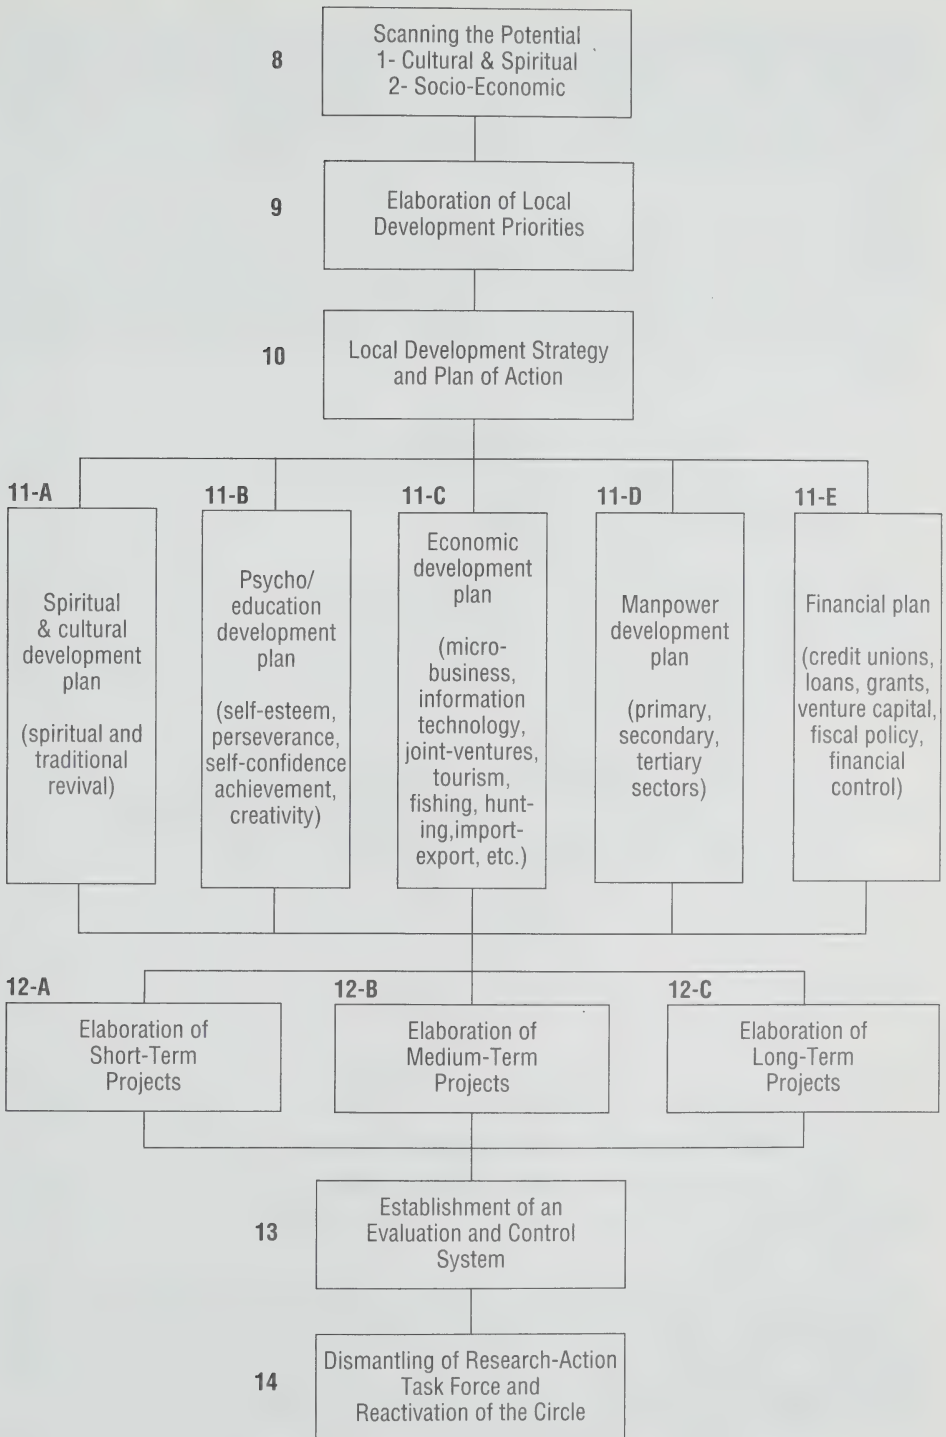 8
Scanning the Potential
1- Cultural & Spiritual
2- Socio-Economic
9
Elaboration of Local
Development Priorities
10
Local Development Strategy
and Plan of Action
11-A
Spiritual
& cultural
development
plan
(spiritual and
traditional
revival)
11-B
Psycho/
education
development
plan
(self-esteem,
perseverance,
self-confidence
achievement,
creativity)
11-C
Economic
development
plan
(micro-
business,
information
technology,
joint-ventures,
tourism,
fishing, hunt-
ing,import-
export, etc.)
11-D
Manpower
development
plan
(primary,
secondary,
tertiary
sectors)
11-E
Financial plan
(credit unions,
loans, grants,
venture capital,
fiscal policy,
financial
control)
12-A
Elaboration of
Short-Term
Projects
12-B
Elaboration of
Medium-Term
Projects
12-C
Elaboration of
Long-Term
Projects
13
Establishment of an
Evaluation and Control
System
14
Dismantling of Research-Action
Task Force and
Reactivation of the Circle